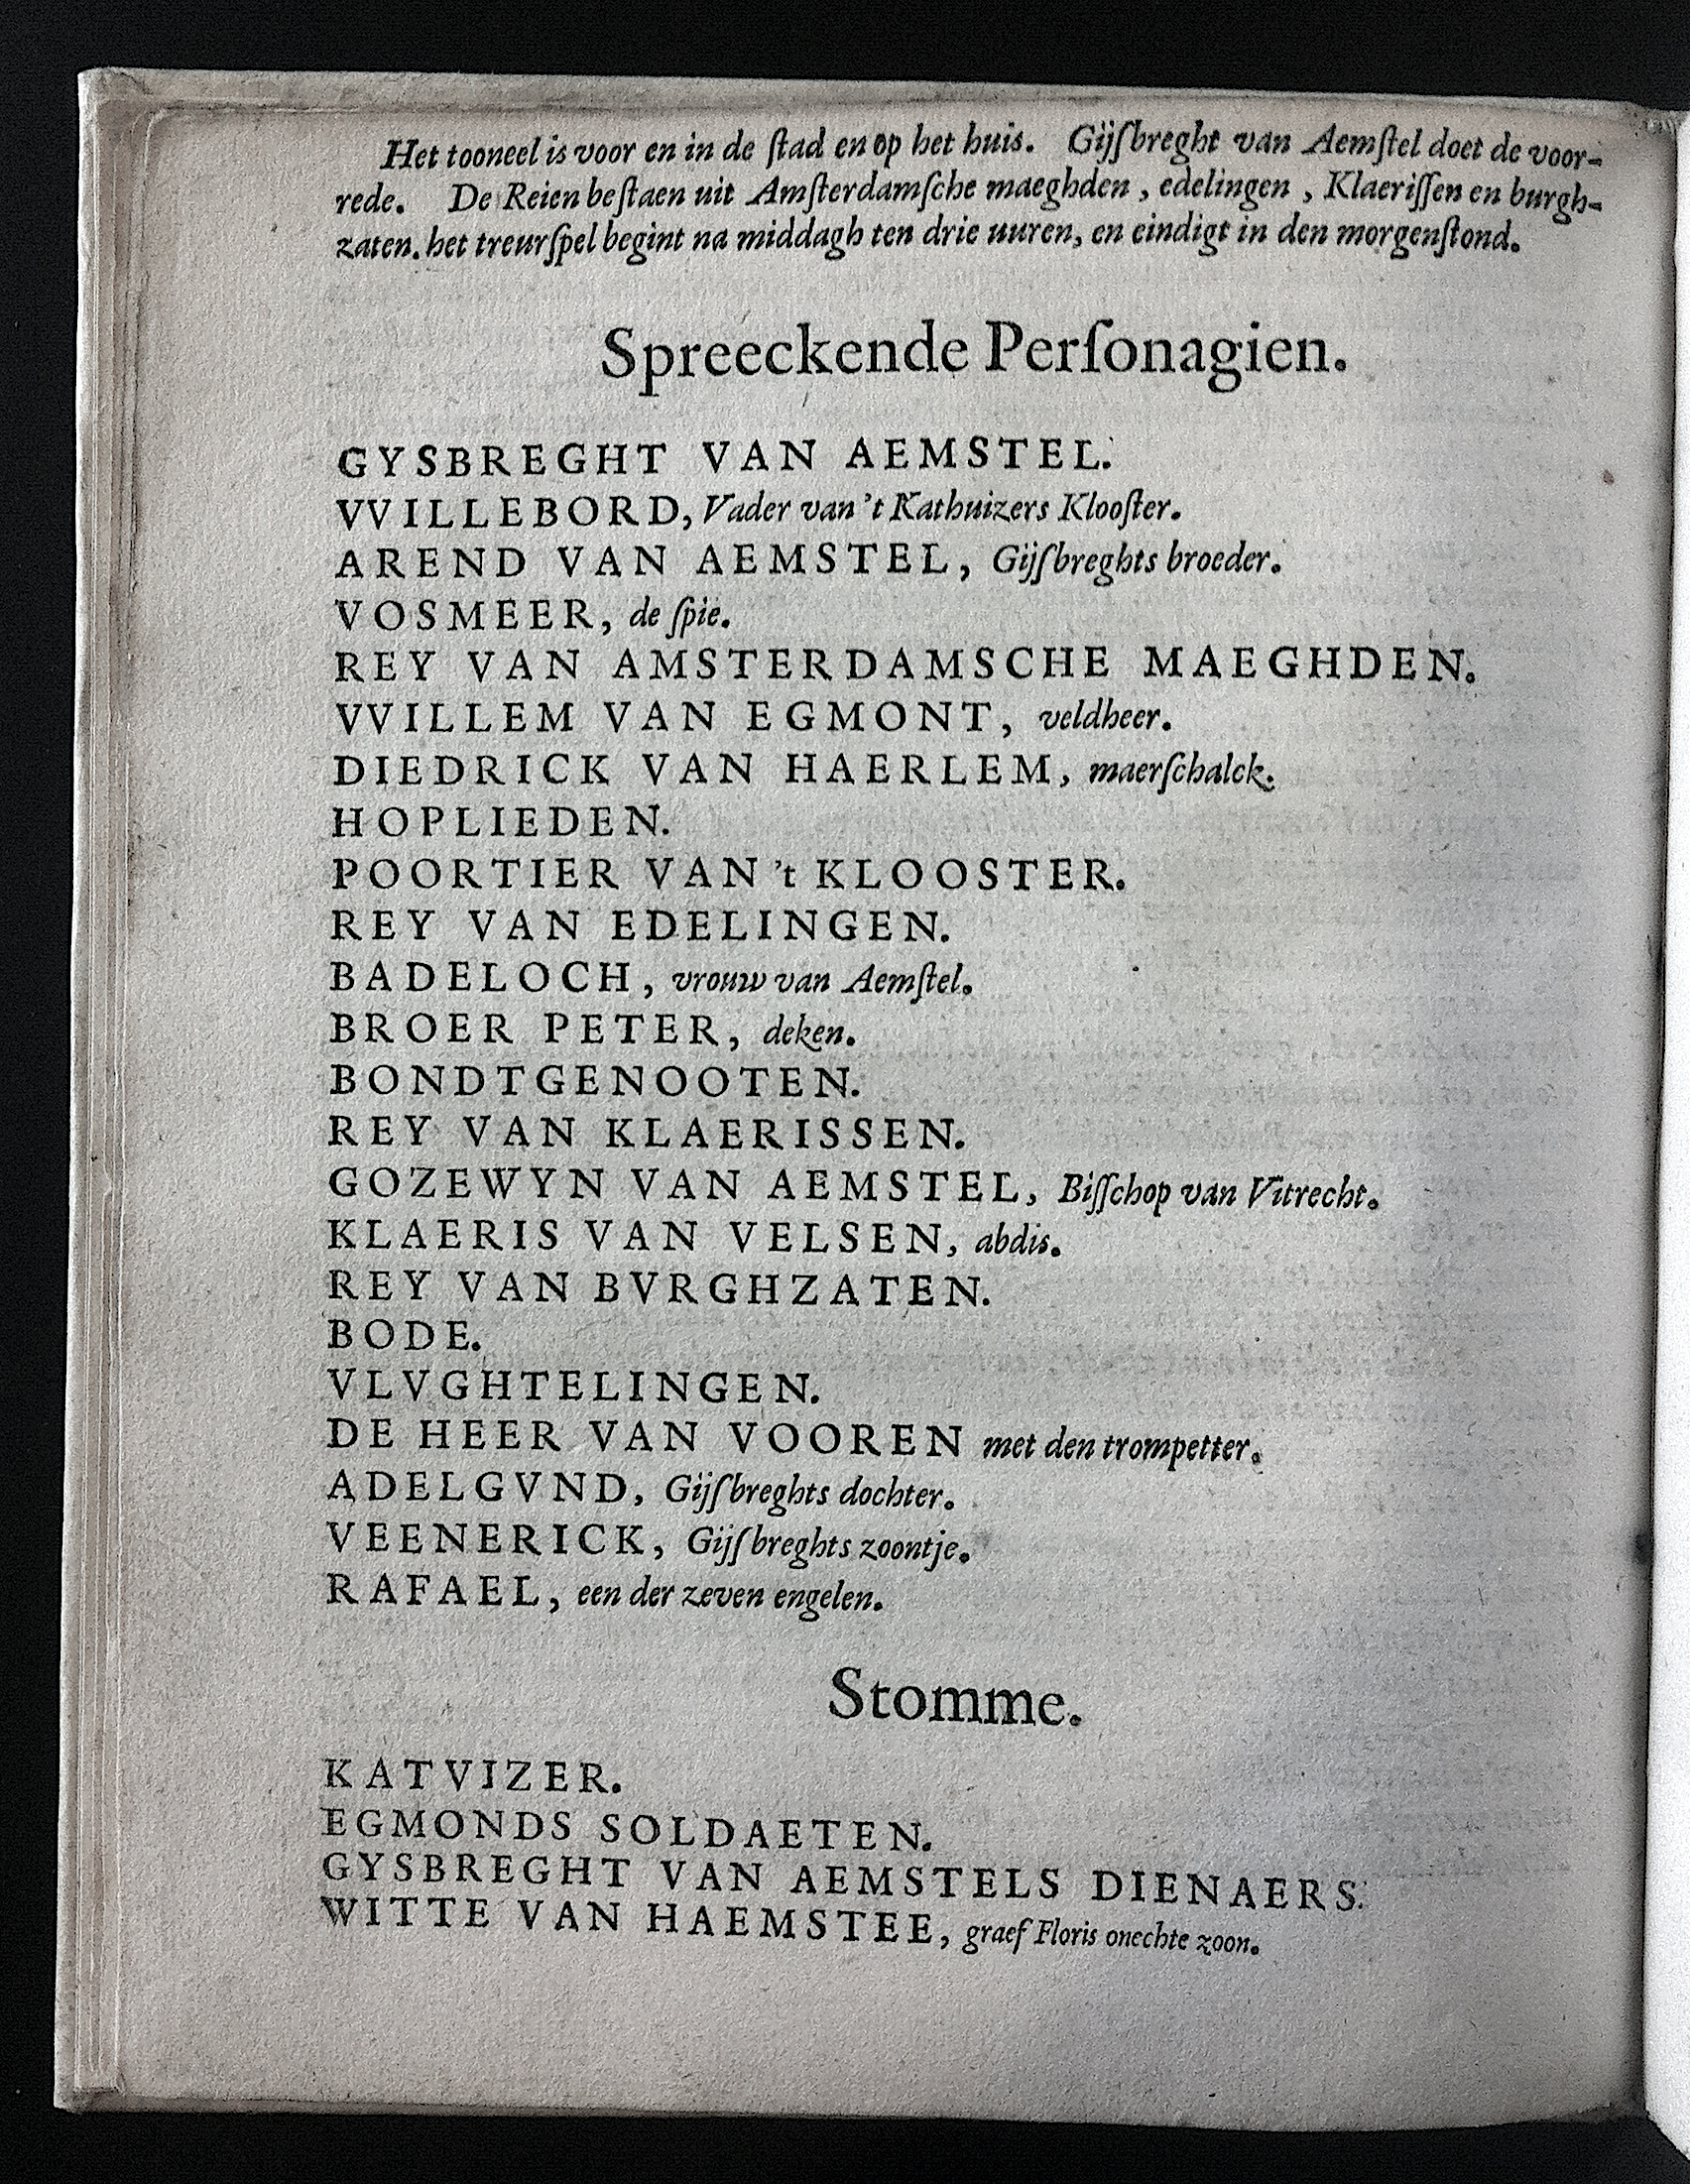 Het tooneel is voor en in de ſtad en op het huis. Gijſbreght van Aemſtel doet de voor-
rede. De Reien beſtaen uit Amſterdamſche maeghden, edelingen, Klaeriſſen en burgh-
zaten. het treurſpel begint na middagh ten drie uuren, en eindigt in den morgenſtond.
Spreeckende Perſonagien.
GYSBREGHT VAN AEMSTEL.
VVILLEBORD, Vader van 't Kathuizers Klooſter.
AREND VAN AEMSTEL, Gijſbreghts broeder.
VOSMEER, de ſpie.
REY VAN AMSTERDAMSCHE MAEGHDEN.
VVILLEM VAN EGMONT, veldheer.
DIEDRICK VAN HAERLEM, maerſchalck.
HOPLIEDEN.
POORTIER VAN 't KLOOSTER.
REY VAN EDELINGEN.
BADELOCH, vrouw van Aemſtel.
BROER PETER, deken.
BONDTGENOOTEN.
REY VAN KLAERISSEN.
GOZEWYN VAN AEMSTEL, Biſſchop van Vitrecht.
KLAERIS VAN VELSEN, abdis.
REY VAN BVRGHZATEN.
BODE.
VLVGHTELINGEN.
DE HEER VAN VOOREN met den trompetter.
ADELGVND, Gijſbreghts dochter.
VEENERICK, Gijſbreghts zoontje.
RAFAEL, een der zeven engelen.
Stomme.
KATVIZER.
EGMONDS SOLDAETEN.
GYSBREGHT VAN AEMSTELS DIENAERS.
WITTE VAN HAEMSTEE, graef Floris onechte zoon.